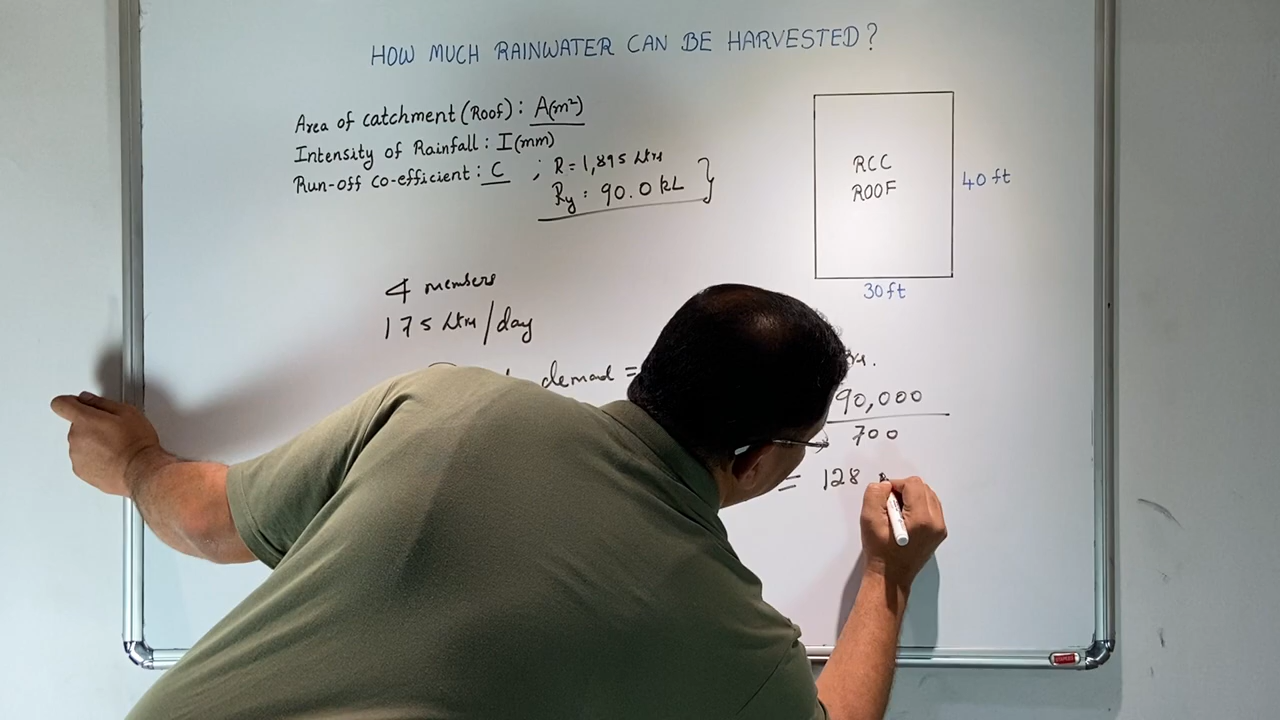 HOW MUCH RAINWATER CAN BE HARVESTED?
Area of catchment (Roof) : A(m²)
Intensity of Rainfall : I(mm)
Run-off co-efficient : C ; R = 1,895 Ltrs
Ry : 90.0 kL
RCC
ROOF
40 ft
30 ft
4 members
175 Ltrs/day
demand =
90,000
700
= 128